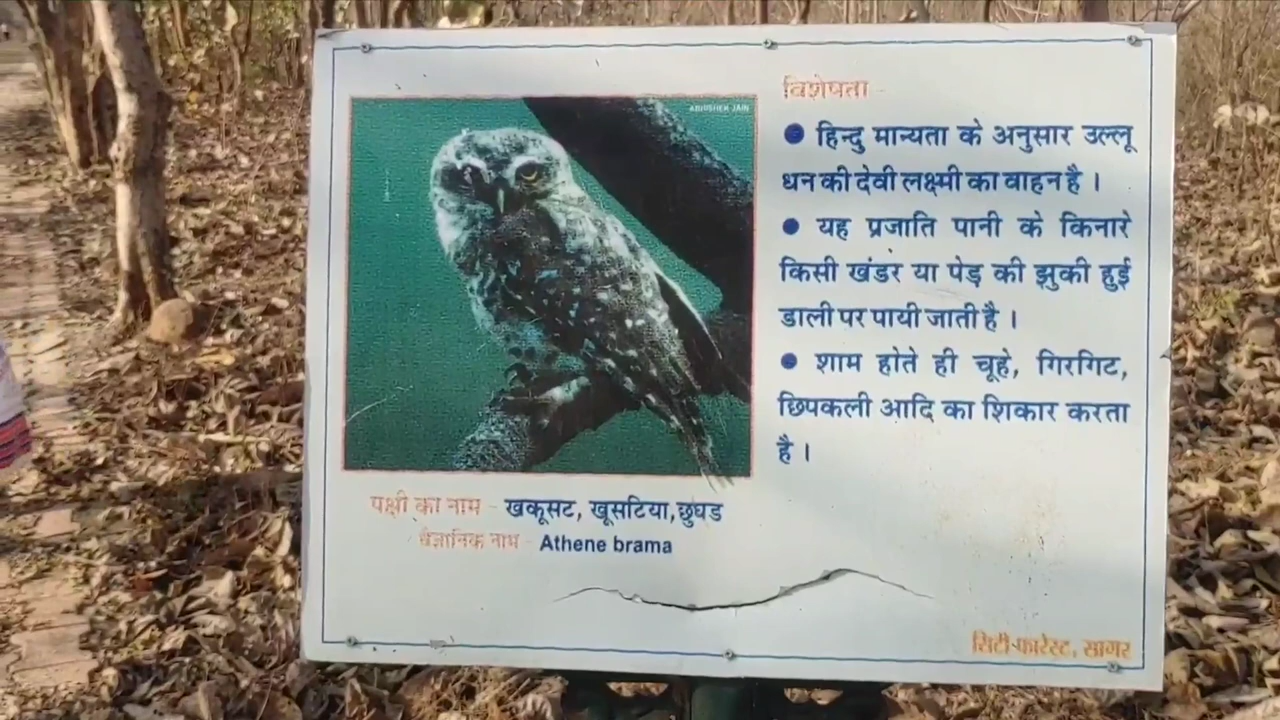 ABHISHEK JAIN
विशेषता -
● हिन्दु मान्यता के अनुसार उल्लू
धन की देवी लक्ष्मी का वाहन है ।
● यह प्रजाति पानी के किनारे
किसी खंडर या पेड़ की झुकी हुई
डाली पर पायी जाती है ।
● शाम होते ही चूहे, गिरगिट,
छिपकली आदि का शिकार करता
है ।
पक्षी का नाम - खकूसट, खूसटिया,छुघड
वैज्ञानिक नाम - Athene brama
सिटी-फारेस्ट, सागर